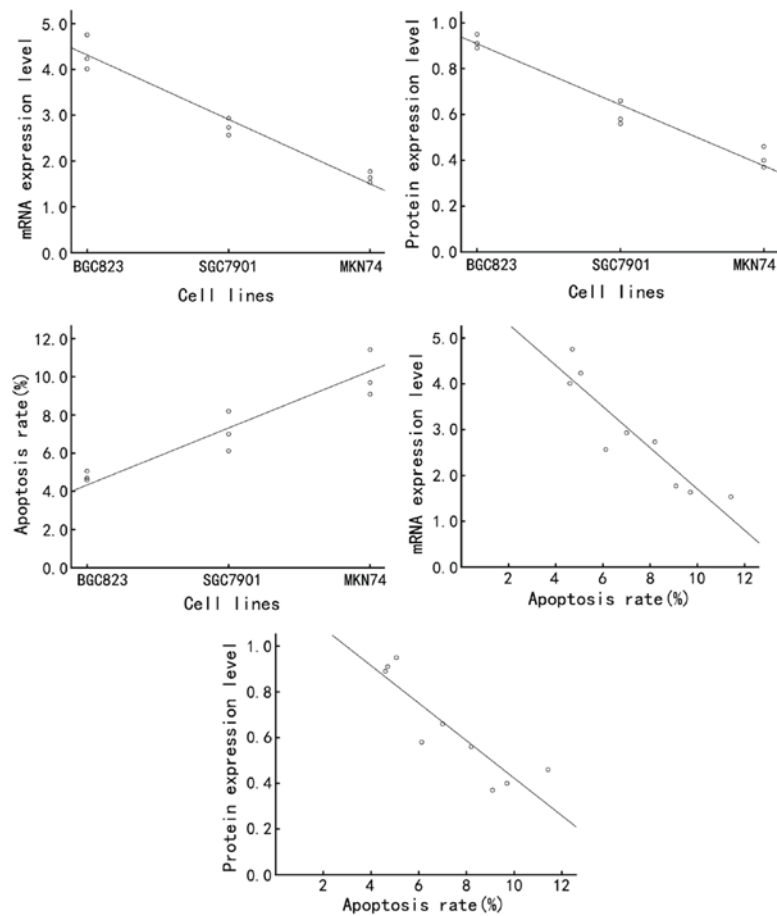 mRNA expression level
5.0
4.0
3.0
2.0
1.0
0.0
BGC823 SGC7901 MKN74
Cell lines
Protein expression level
1.0
0.8
0.6
0.4
0.2
0.0
BGC823 SGC7901 MKN74
Cell lines
Apoptosis rate(%)
12.0
10.0
8.0
6.0
4.0
2.0
0.0
BGC823 SGC7901 MKN74
Cell lines
mRNA expression level
5.0
4.0
3.0
2.0
1.0
0.0
2 4 6 8 10 12
Apoptosis rate(%)
Protein expression level
1.0
0.8
0.6
0.4
0.2
0.0
2 4 6 8 10 12
Apoptosis rate(%)